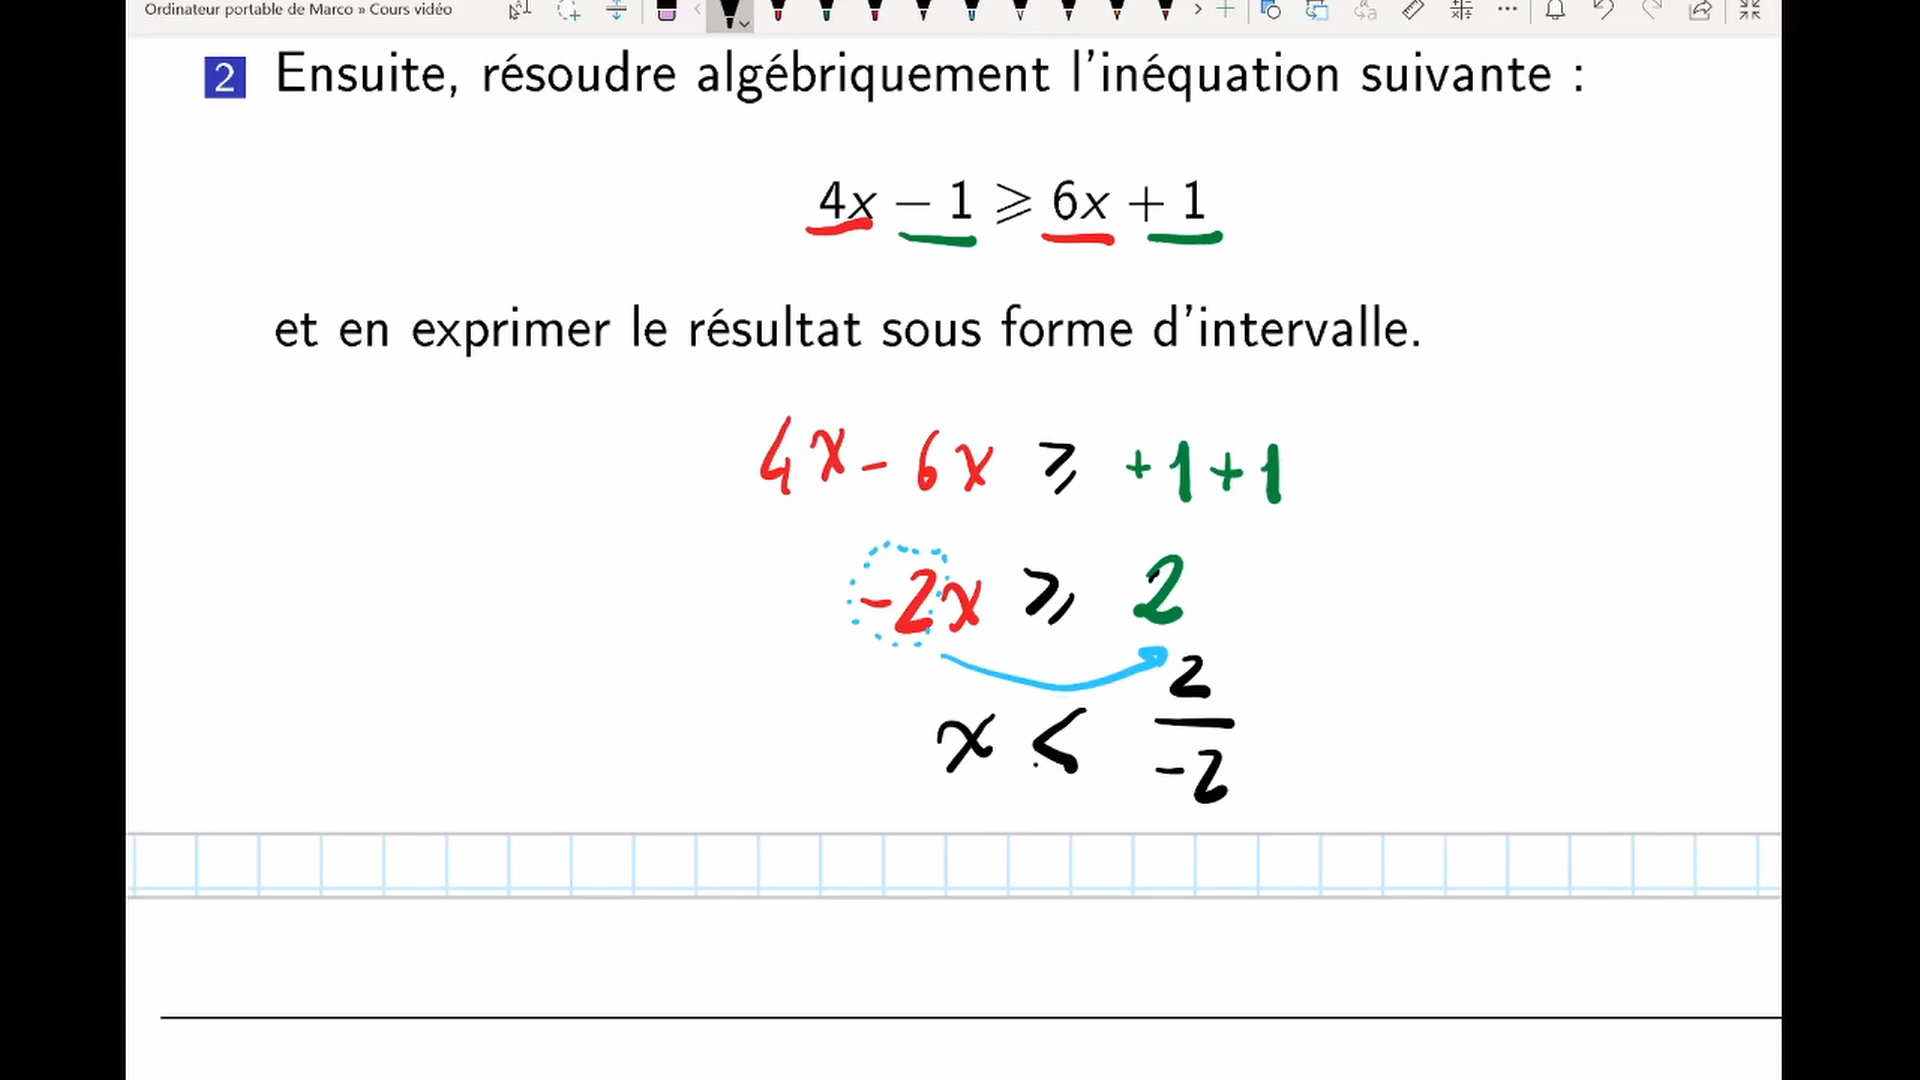 Ordinateur portable de Marco » Cours vidéo
2 Ensuite, résoudre algébriquement l'inéquation suivante :
4x − 1 ⩾ 6x + 1
et en exprimer le résultat sous forme d'intervalle.
4x - 6x ⩾ +1+1
-2x ⩾ 2
x < 2/-2